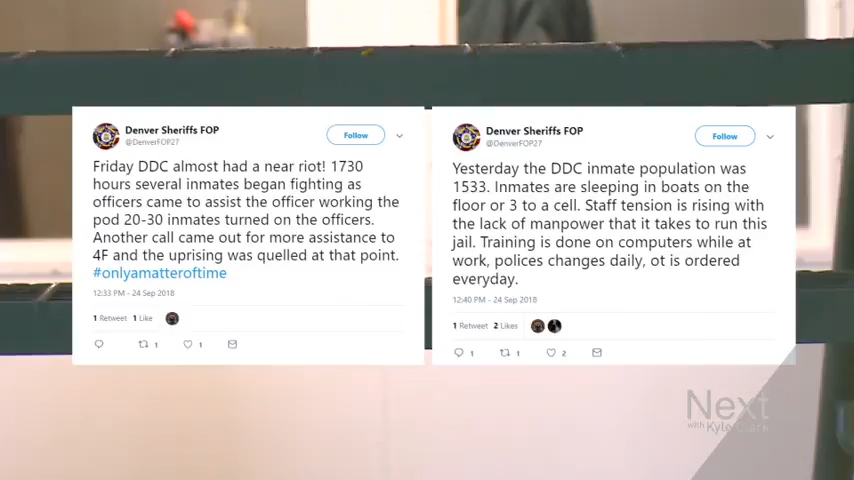 Denver Sheriffs FOP
@DenverFOP27
Follow
Friday DDC almost had a near riot! 1730
hours several inmates began fighting as
officers came to assist the officer working the
pod 20-30 inmates turned on the officers.
Another call came out for more assistance to
4F and the uprising was quelled at that point.
#onlyamatteroftime
12:33 PM - 24 Sep 2018
1 Retweet 1 Like
1
1
Denver Sheriffs FOP
@DenverFOP27
Follow
Yesterday the DDC inmate population was
1533. Inmates are sleeping in boats on the
floor or 3 to a cell. Staff tension is rising with
the lack of manpower that it takes to run this
jail. Training is done on computers while at
work, polices changes daily, ot is ordered
everyday.
12:40 PM - 24 Sep 2018
1 Retweet 2 Likes
1
1
2
Next
with Kyle Clark